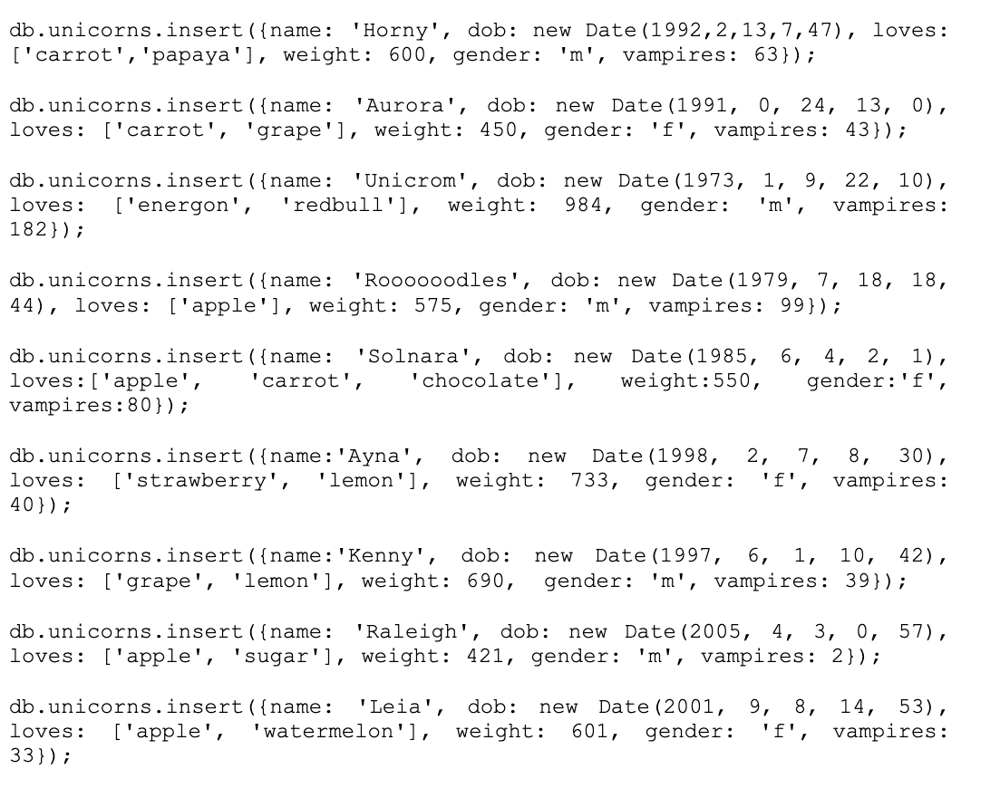 db.unicorns.insert({name: 'Horny', dob: new Date(1992,2,13,7,47), loves:
['carrot','papaya'], weight: 600, gender: 'm', vampires: 63});
db.unicorns.insert({name: 'Aurora', dob: new Date(1991, 0, 24, 13, 0),
loves: ['carrot', 'grape'], weight: 450, gender: 'f', vampires: 43});
db.unicorns.insert({name: 'Unicrom', dob: new Date(1973, 1, 9, 22, 10),
loves: ['energon', 'redbull'], weight: 984, gender: 'm', vampires:
182});
db.unicorns.insert({name: 'Roooooodles', dob: new Date(1979, 7, 18, 18,
44), loves: ['apple'], weight: 575, gender: 'm', vampires: 99});
db.unicorns.insert({name: 'Solnara', dob: new Date(1985, 6, 4, 2, 1),
loves:['apple', 'carrot', 'chocolate'], weight:550, gender:'f',
vampires:80});
db.unicorns.insert({name:'Ayna', dob: new Date(1998, 2, 7, 8, 30),
loves: ['strawberry', 'lemon'], weight: 733, gender: 'f', vampires:
40});
db.unicorns.insert({name:'Kenny', dob: new Date(1997, 6, 1, 10, 42),
loves: ['grape', 'lemon'], weight: 690, gender: 'm', vampires: 39});
db.unicorns.insert({name: 'Raleigh', dob: new Date(2005, 4, 3, 0, 57),
loves: ['apple', 'sugar'], weight: 421, gender: 'm', vampires: 2});
db.unicorns.insert({name: 'Leia', dob: new Date(2001, 9, 8, 14, 53),
loves: ['apple', 'watermelon'], weight: 601, gender: 'f', vampires:
33});